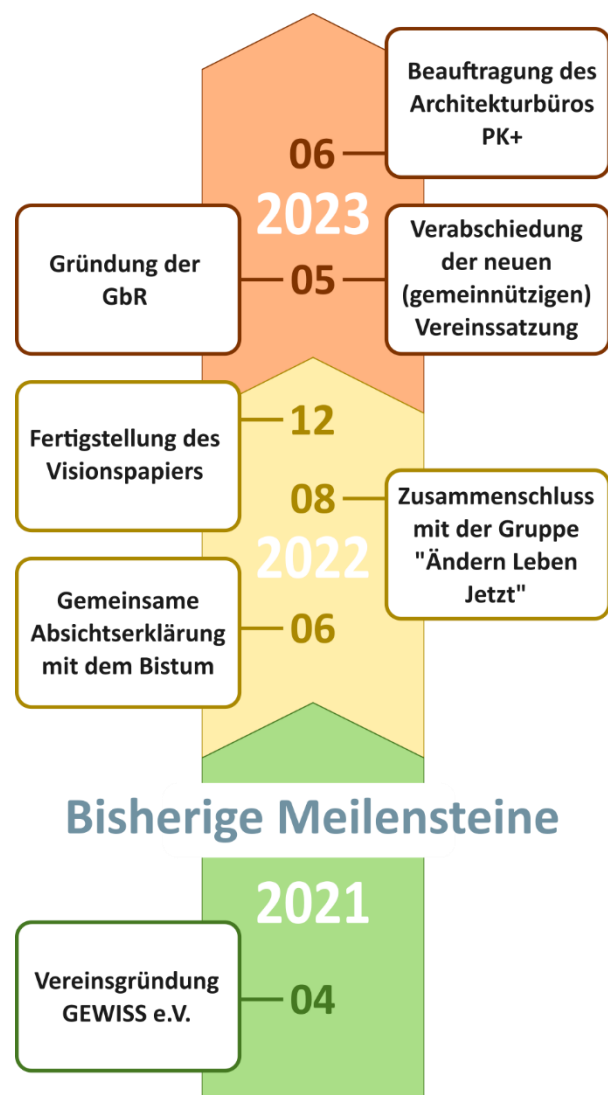 Beauftragung des
Architekturbüros
PK+
06
2023
Gründung der
GbR
05
Verabschiedung
der neuen
(gemeinnützigen)
Vereinssatzung
12
Fertigstellung des
Visionspapiers
08
Zusammenschluss
mit der Gruppe
"Ändern Leben
Jetzt"
2022
Gemeinsame
Absichtserklärung
mit dem Bistum
06
Bisherige Meilensteine
2021
Vereinsgründung
GEWISS e.V.
04